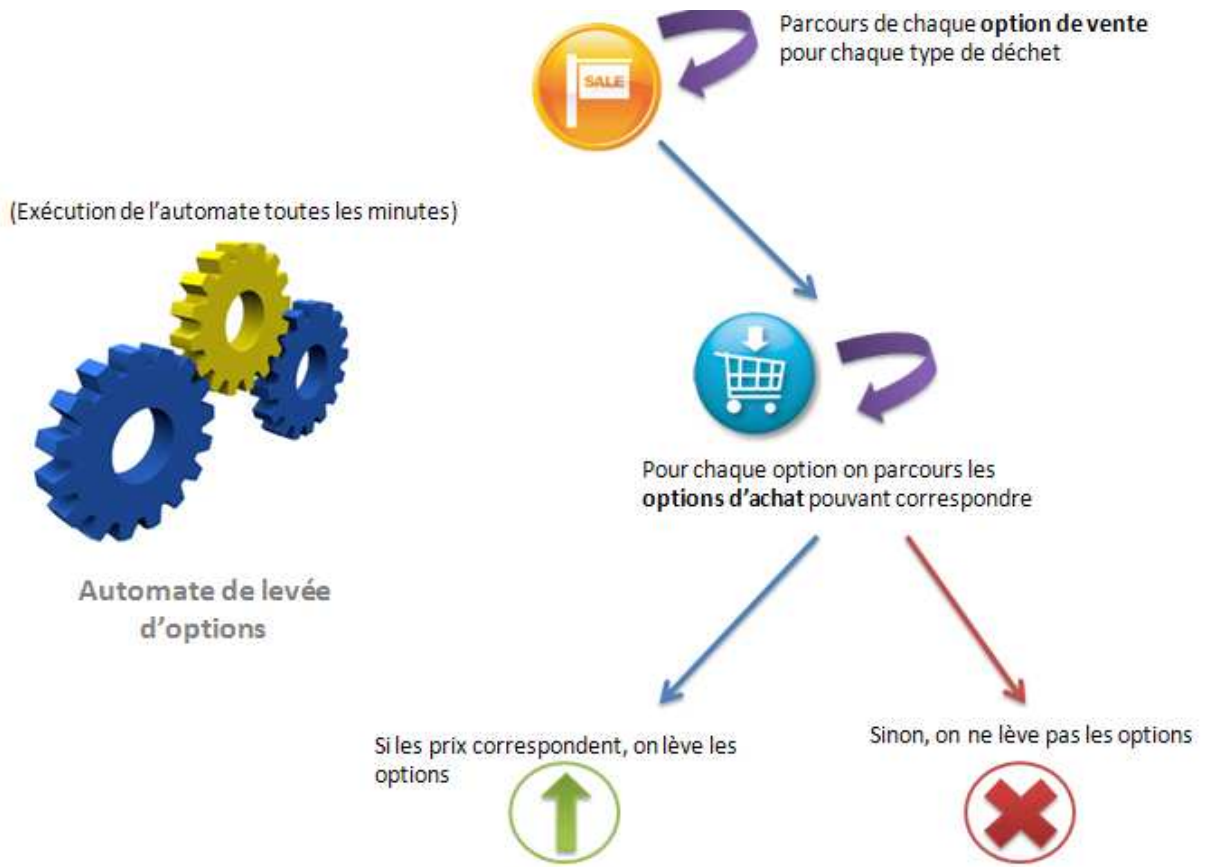 Parcours de chaque option de vente
pour chaque type de déchet
SALE
(Exécution de l'automate toutes les minutes)
Pour chaque option on parcours les
options d'achat pouvant correspondre
Automate de levée
d'options
Si les prix correspondent, on lève les
options
Sinon, on ne lève pas les options